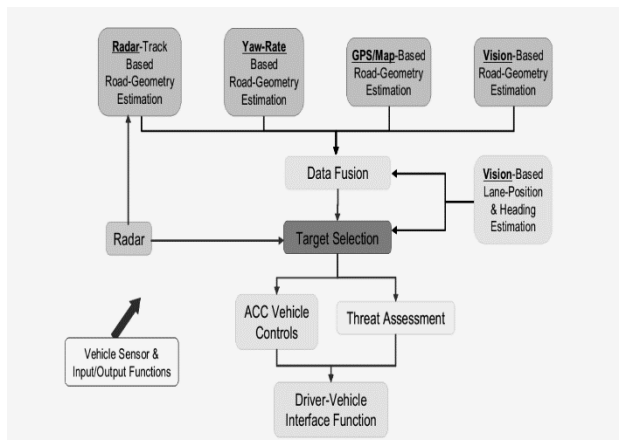 Radar-Track
Based
Road-Geometry
Estimation
Yaw-Rate
Based
Road-Geometry
Estimation
GPS/Map-Based
Road-Geometry
Estimation
Vision-Based
Road-Geometry
Estimation
Data Fusion
Vision-Based
Lane-Position
& Heading
Estimation
Radar
Target Selection
ACC Vehicle
Controls
Threat Assessment
Vehicle Sensor &
Input/Output Functions
Driver-Vehicle
Interface Function